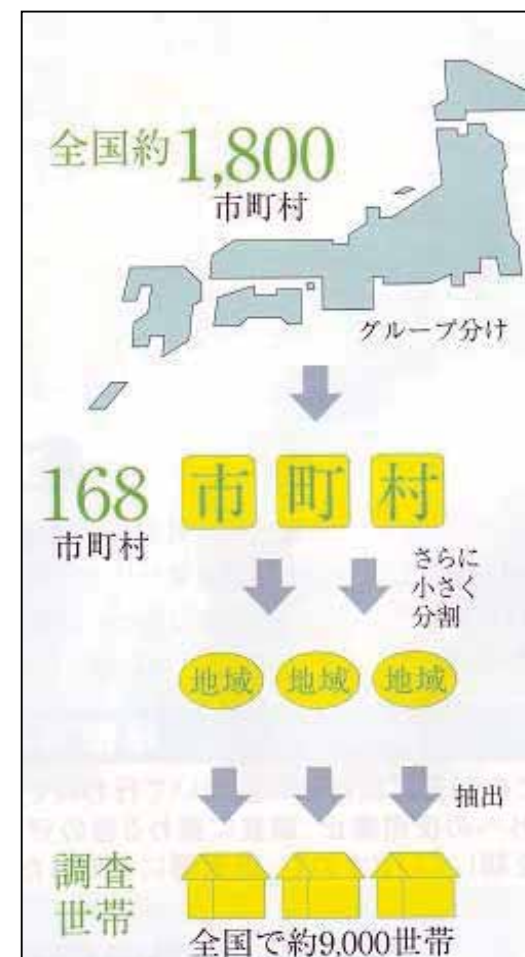 全国約1,800
市町村
グループ分け
168
市町村
市 町 村
さらに
小さく
分割
地域 地域 地域
抽出
調査
世帯
全国で約9,000世帯